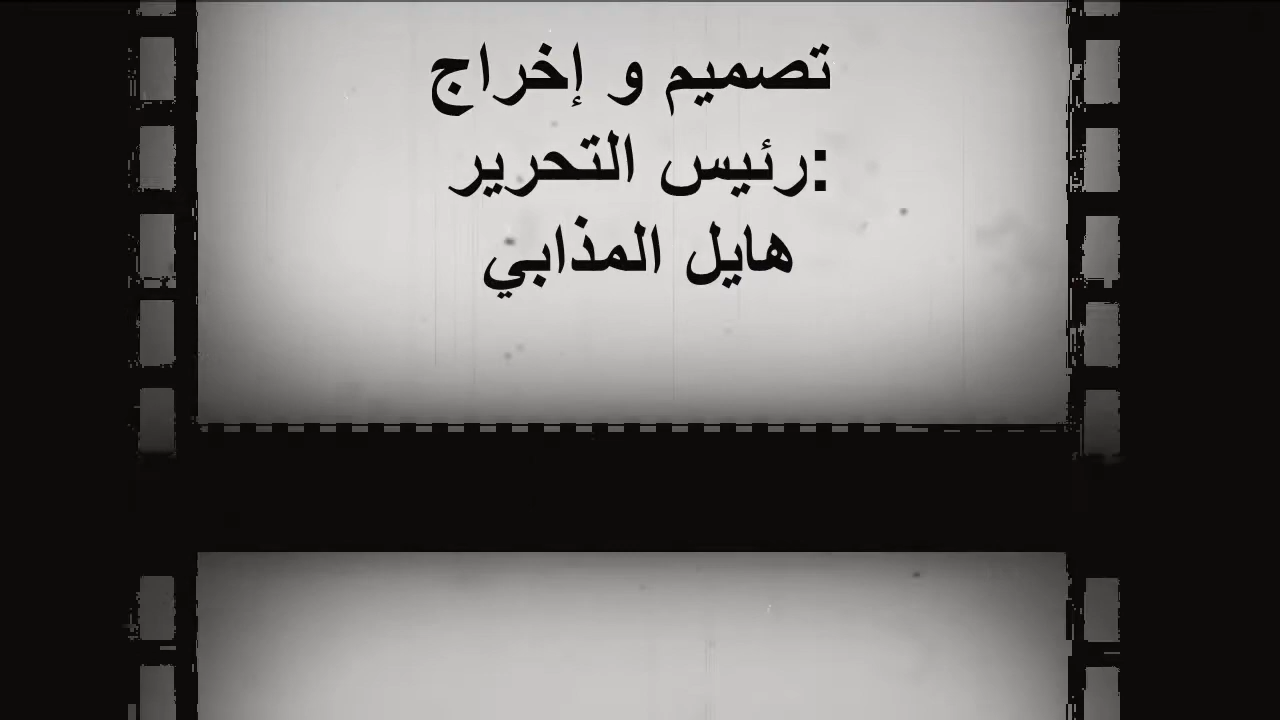 تصميم و إخراج
:رئيس التحرير
هايل المذابي